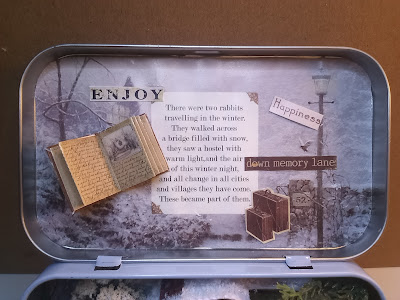 ENJOY
Happiness
There were two rabbits
travelling in the winter.
They walked across
a bridge filled with snow,
they saw a hostel with
warm light,and the air
of this winter night,
and all change in all cities
and villages they have come.
These became part of them.
down memory lane
52